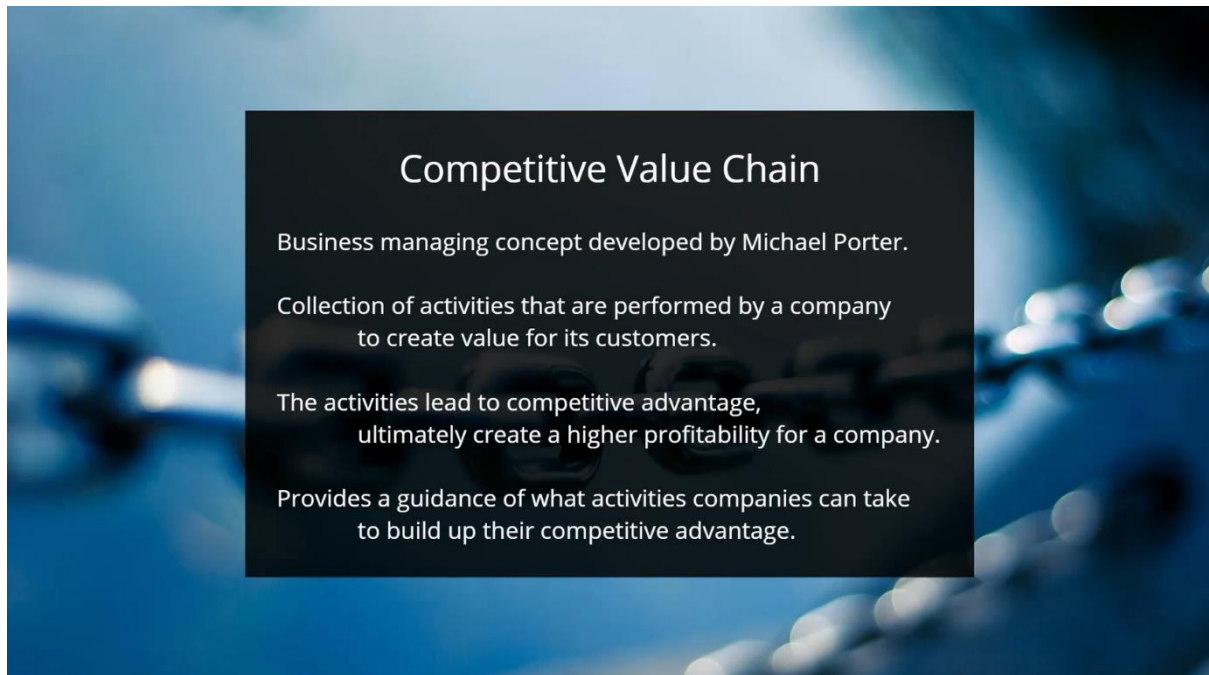 Competitive Value Chain
Business managing concept developed by Michael Porter.
Collection of activities that are performed by a company
to create value for its customers.
The activities lead to competitive advantage,
ultimately create a higher profitability for a company.
Provides a guidance of what activities companies can take
to build up their competitive advantage.